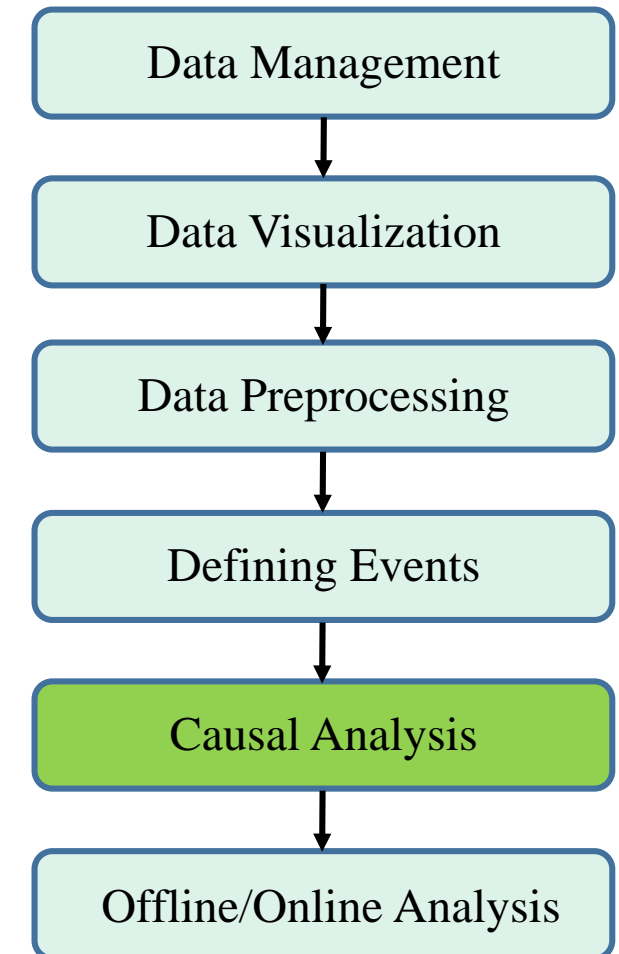 Data Management
Data Visualization
Data Preprocessing
Defining Events
Causal Analysis
Offline/Online Analysis